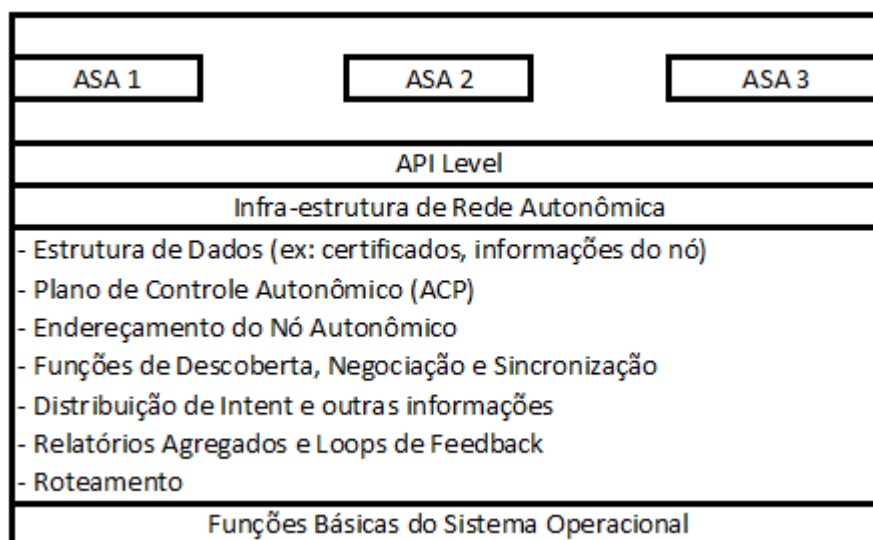 ASA 1 ASA 2 ASA 3
API Level
Infra-estrutura de Rede Autonômica
- Estrutura de Dados (ex: certificados, informações do nó)
- Plano de Controle Autonômico (ACP)
- Endereçamento do Nó Autonômico
- Funções de Descoberta, Negociação e Sincronização
- Distribuição de Intent e outras informações
- Relatórios Agregados e Loops de Feedback
- Roteamento
Funções Básicas do Sistema Operacional